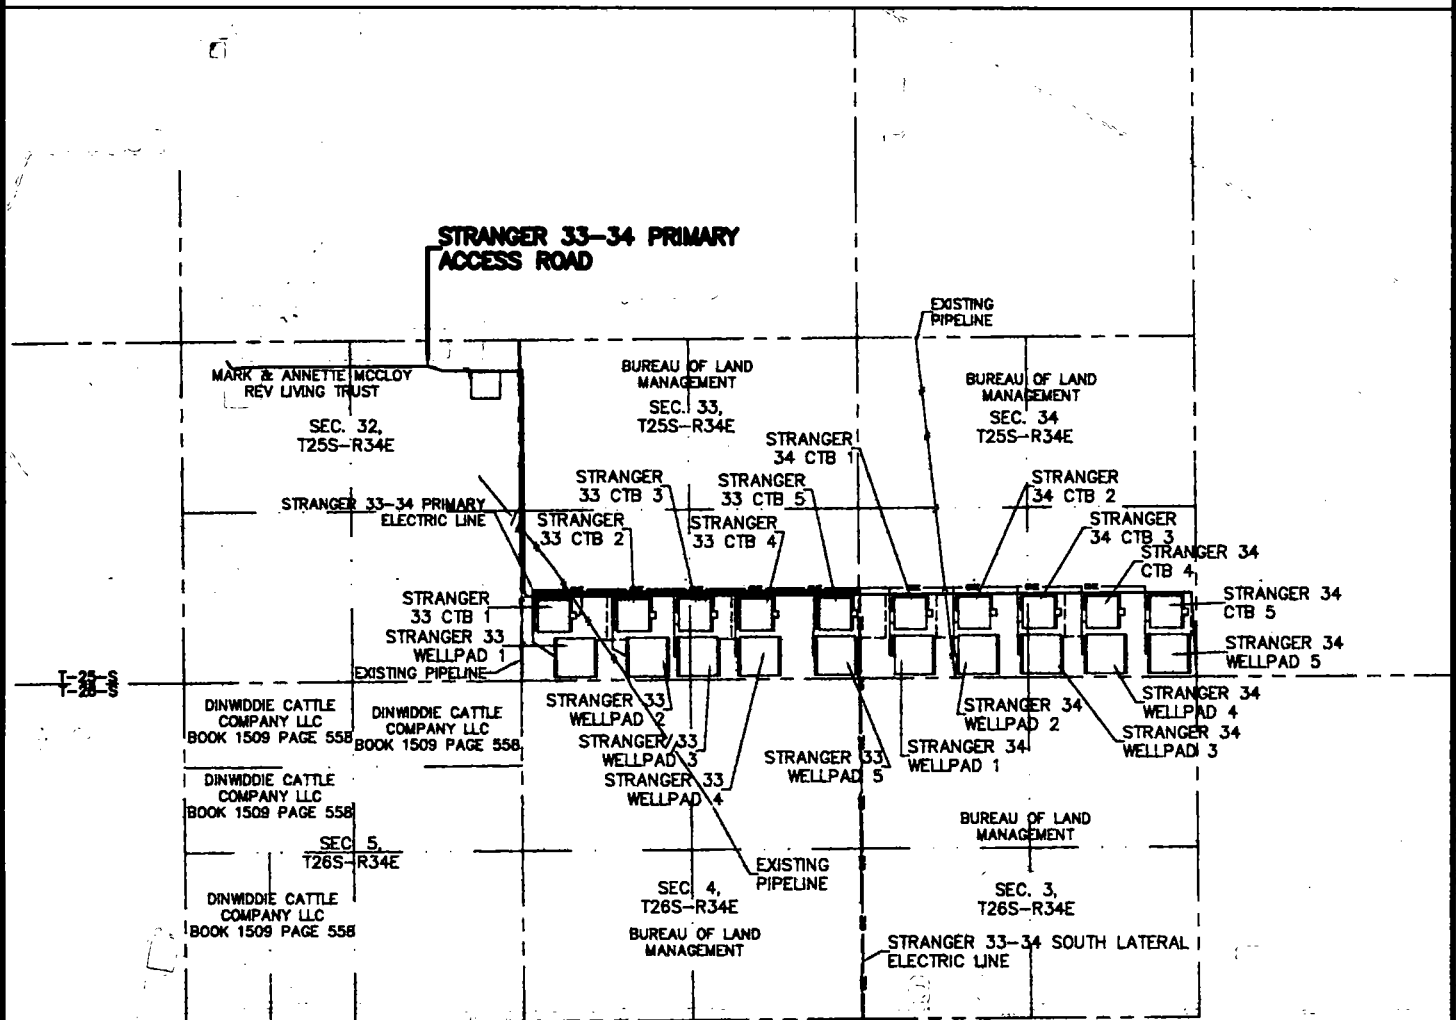 STRANGER 33-34 PRIMARY
ACCESS ROAD
EXISTING
PIPELINE
MARK & ANNETTE MCCLOY
REV LIVING TRUST
SEC. 32,
T25S-R34E
BUREAU OF LAND
MANAGEMENT
SEC. 33,
T25S-R34E
BUREAU OF LAND
MANAGEMENT
SEC. 34
T25S-R34E
STRANGER
34 CTB 1
STRANGER
33 CTB 3
STRANGER
33 CTB 5
STRANGER
34 CTB 2
STRANGER 33-34 PRIMARY
ELECTRIC LINE
STRANGER
33 CTB 2
STRANGER
33 CTB 4
STRANGER
34 CTB 3
STRANGER 34
CTB 4
STRANGER
33 CTB 1
STRANGER 34
CTB 5
STRANGER 33
WELLPAD 1
EXISTING PIPELINE
STRANGER 34
WELLPAD 5
T-25-S
T-26-S
STRANGER 33
WELLPAD 2
STRANGER 34
WELLPAD 2
STRANGER 34
WELLPAD 4
DINWIDDIE CATTLE
COMPANY LLC
BOOK 1509 PAGE 558
DINWIDDIE CATTLE
COMPANY LLC
BOOK 1509 PAGE 558
STRANGER 33
WELLPAD 3
STRANGER 33
WELLPAD 5
STRANGER 34
WELLPAD 1
STRANGER 34
WELLPAD 3
STRANGER 33
WELLPAD 4
DINWIDDIE CATTLE
COMPANY LLC
BOOK 1509 PAGE 558
BUREAU OF LAND
MANAGEMENT
SEC. 5,
T26S-R34E
EXISTING
PIPELINE
SEC. 4,
T26S-R34E
SEC. 3,
T26S-R34E
DINWIDDIE CATTLE
COMPANY LLC
BOOK 1509 PAGE 558
BUREAU OF LAND
MANAGEMENT
STRANGER 33-34 SOUTH LATERAL
ELECTRIC LINE